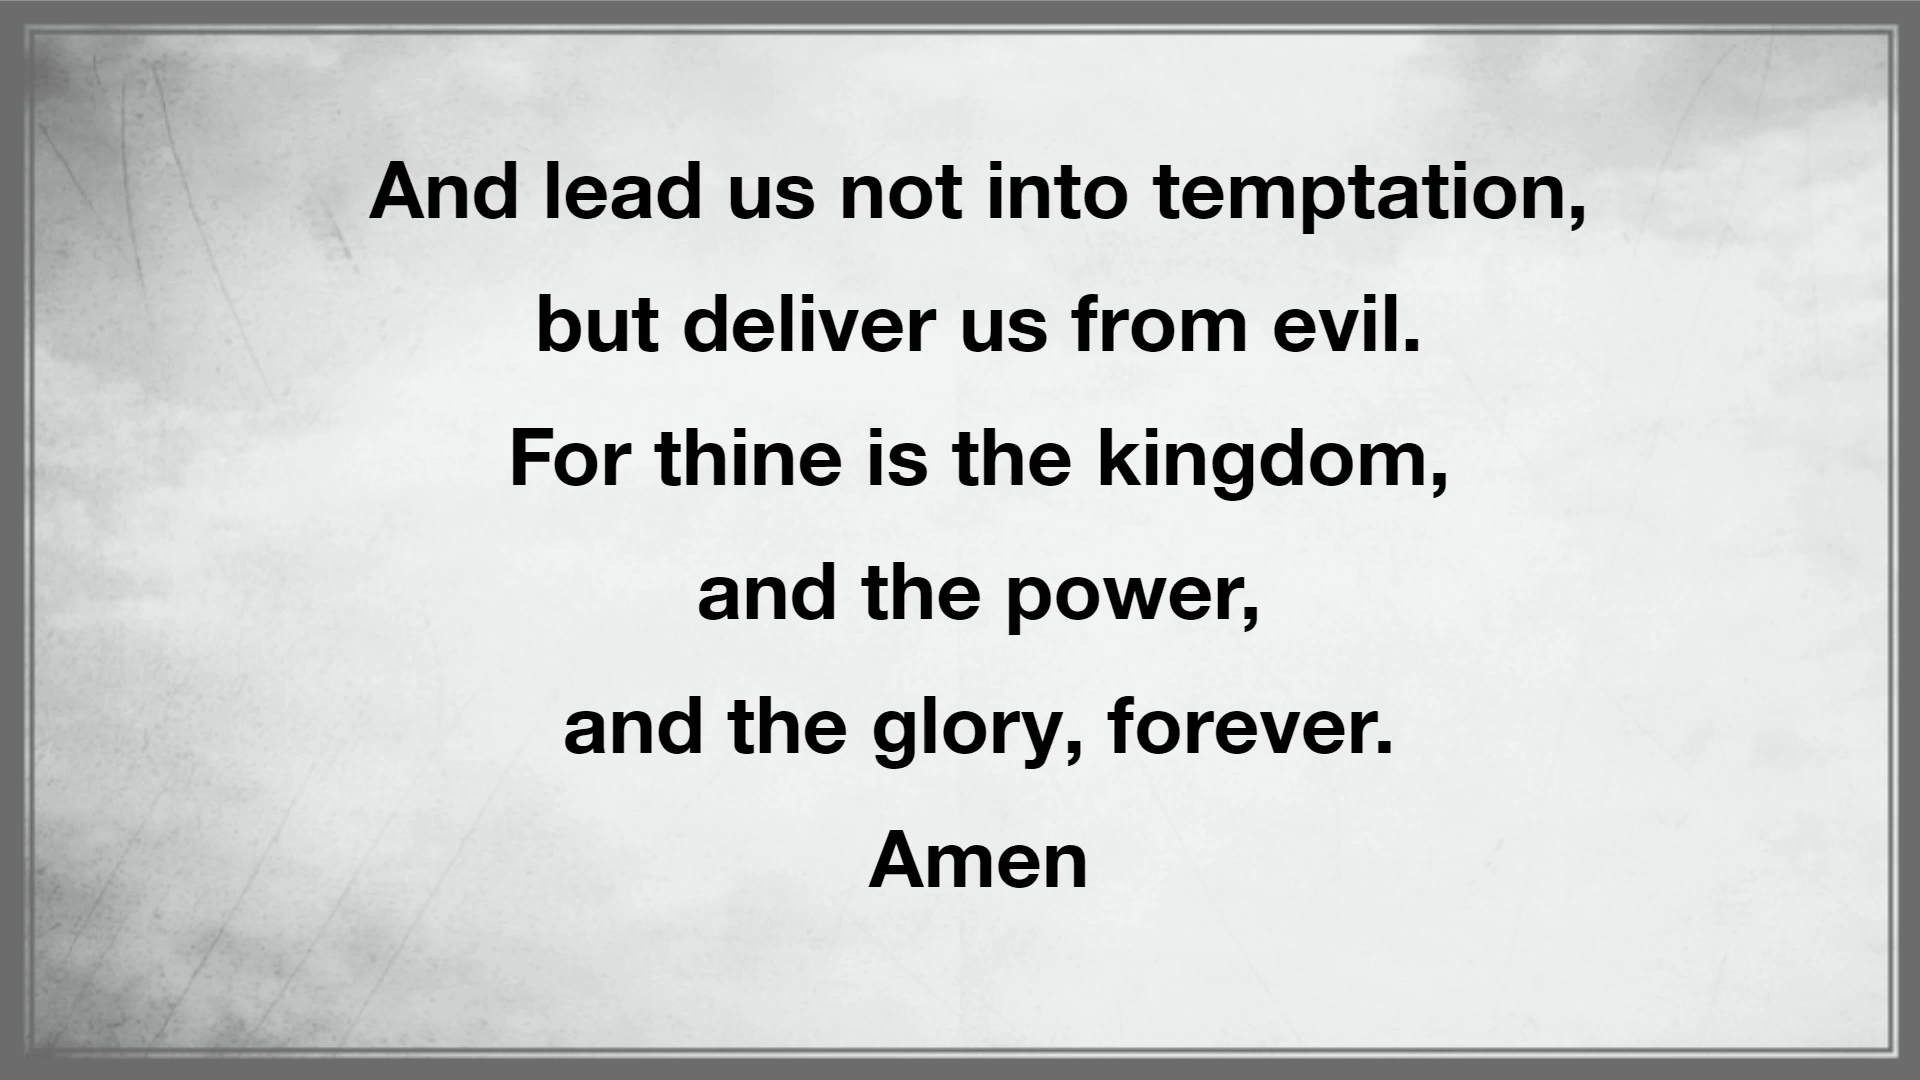 And lead us not into temptation,
but deliver us from evil.
For thine is the kingdom,
and the power,
and the glory, forever.
Amen